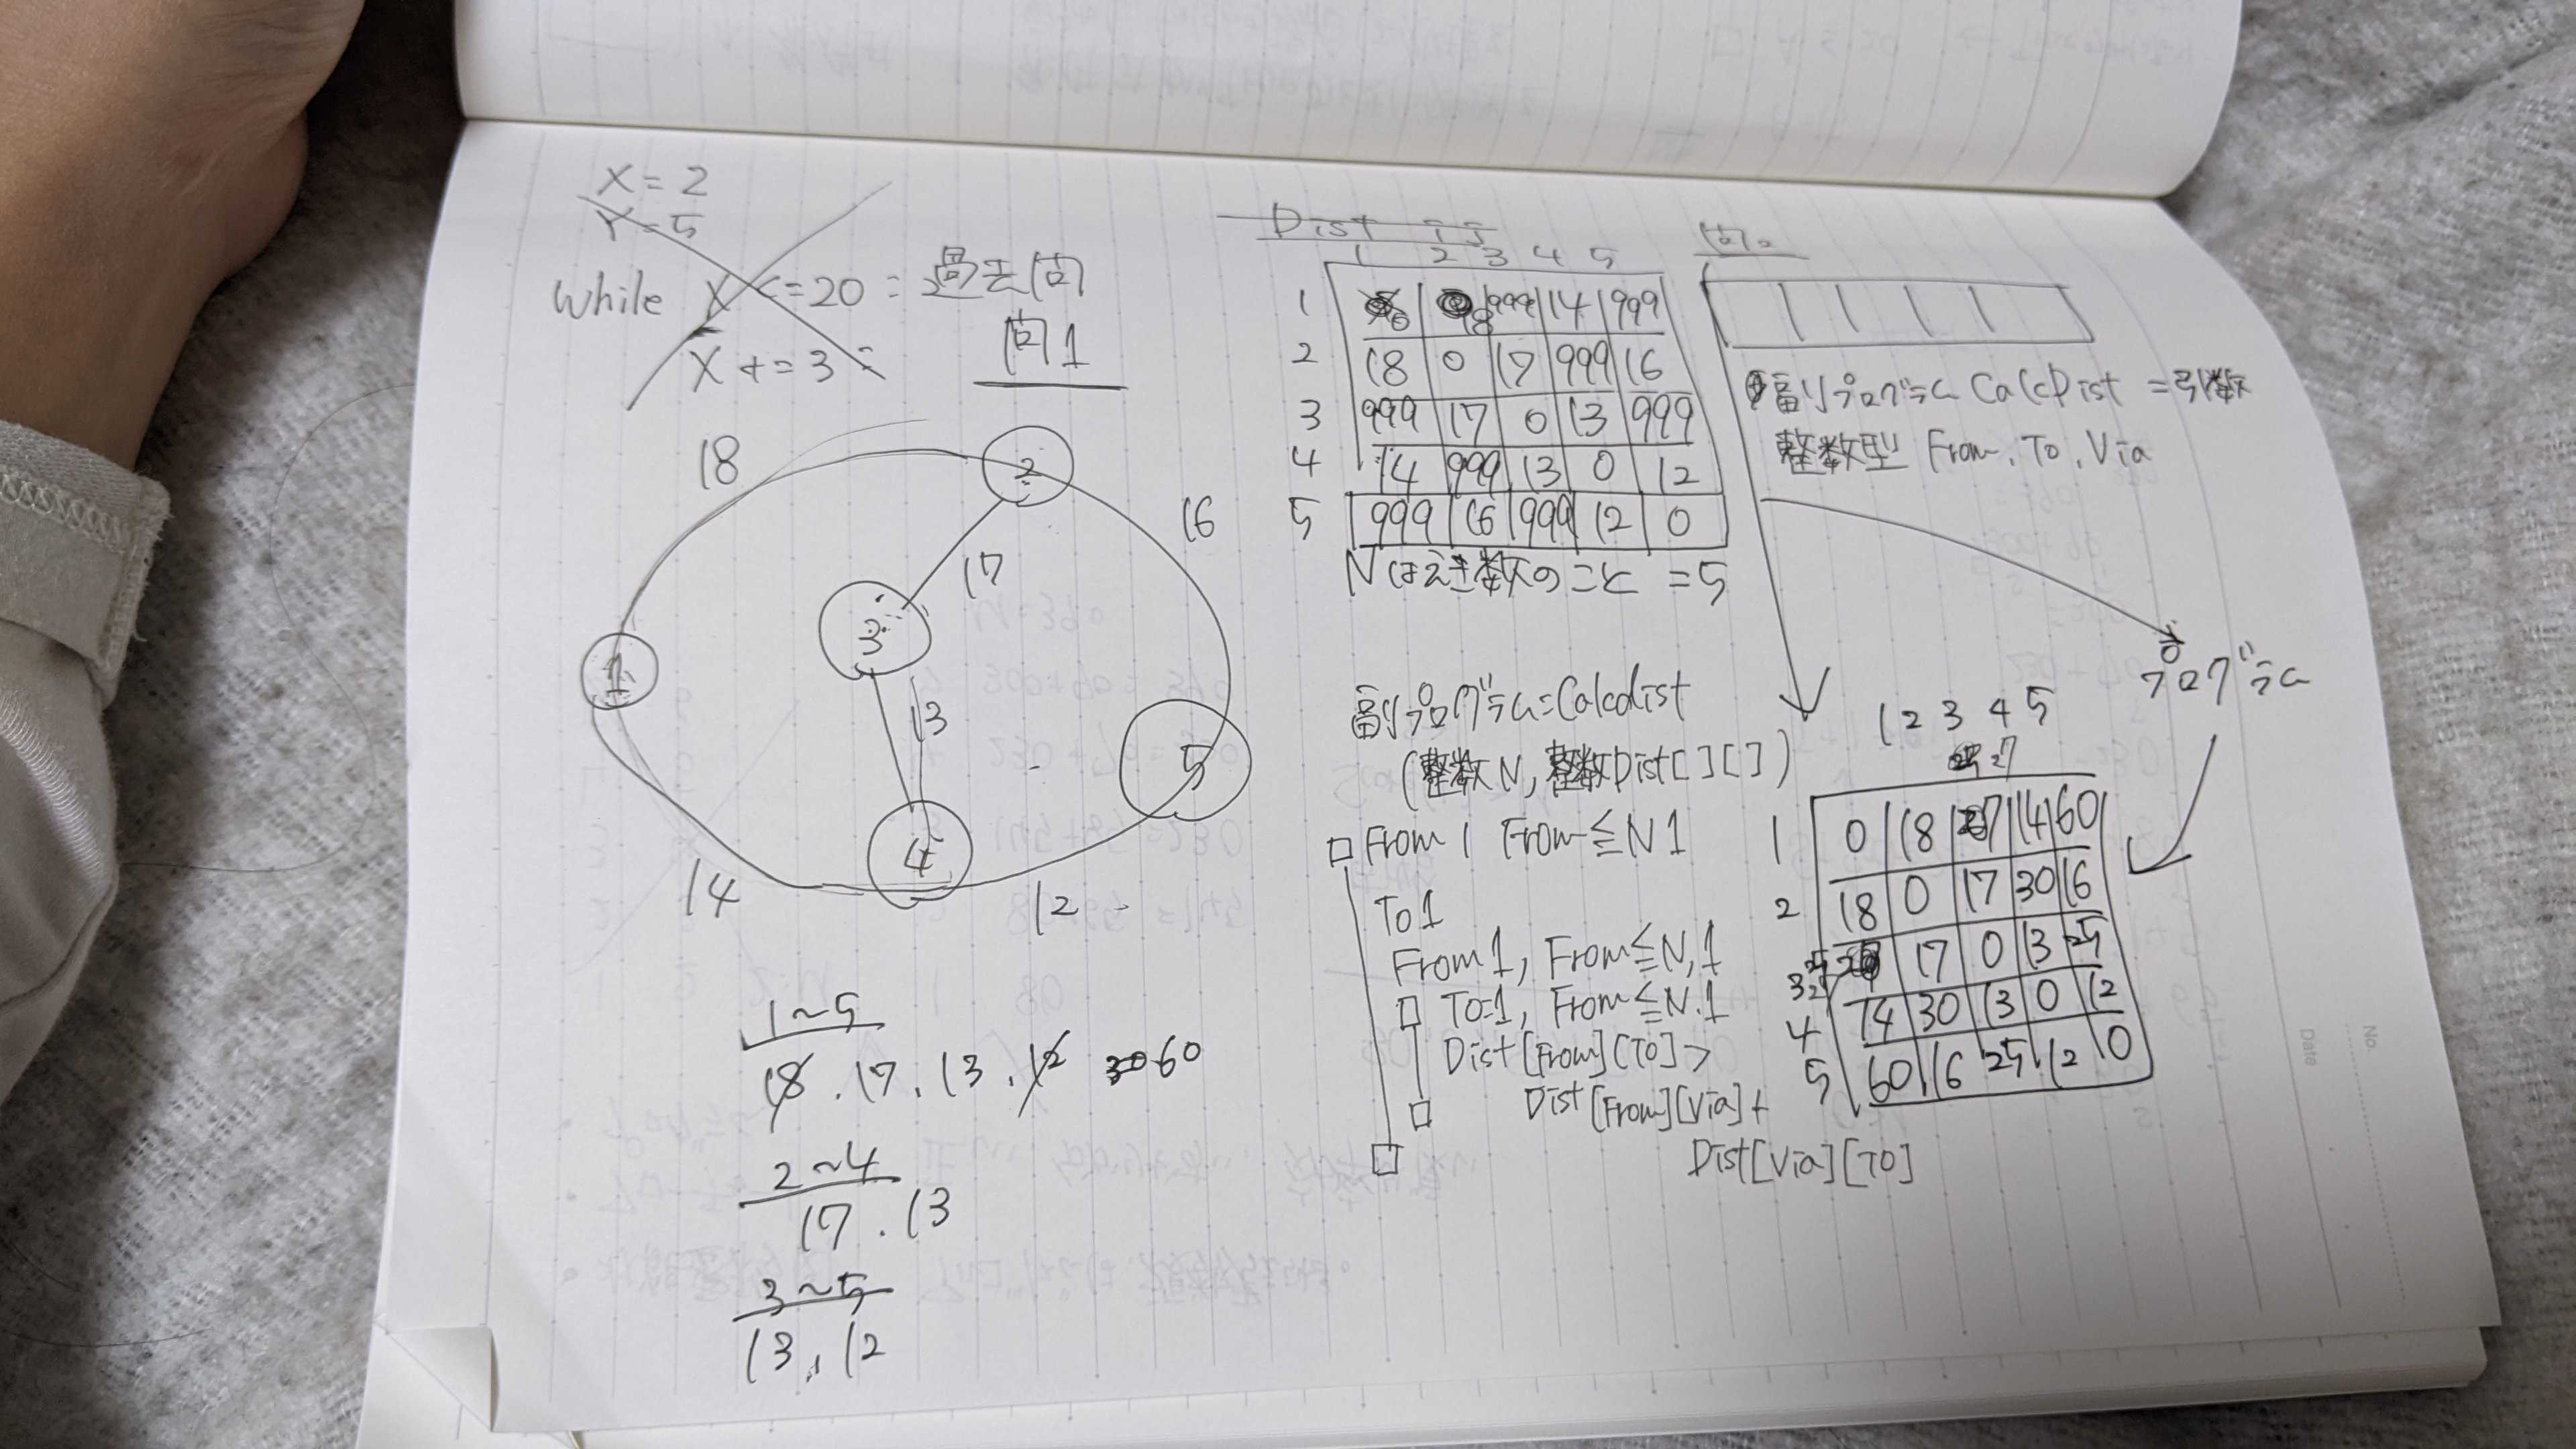 X = 2
Y = 5
while X <= 20 : 過去問
X += 3 :
問1
18
2
16
17
3
1
13
5
4
14
12
1~5
18 . 17 . 13 . 12 60
2~4
17 . 13
3~5
13 . 12
Dist ij
1 2 3 4 5
1 0 18 999 14 999
2 18 0 17 999 16
3 999 17 0 13 999
4 14 999 13 0 12
5 999 16 999 12 0
Nはえき数のこと = 5
副プログラム=Calcdist
(整数N, 整数Dist[][])
From 1 From≦N 1
To 1
From 1, From≦N, 1
To=1, From≦N.1
Dist[From][To] >
Dist[From][Via] +
Dist[Via][To]
問2
副プログラム CalcDist =引数
整数型 From, To, Via
プログラム
1 2 3 4 5
27
1 0 18 27 14 60
2 18 0 17 30 16
3 17 0 13 25
4 14 30 13 0 12
5 60 16 25 12 0
No.
Date